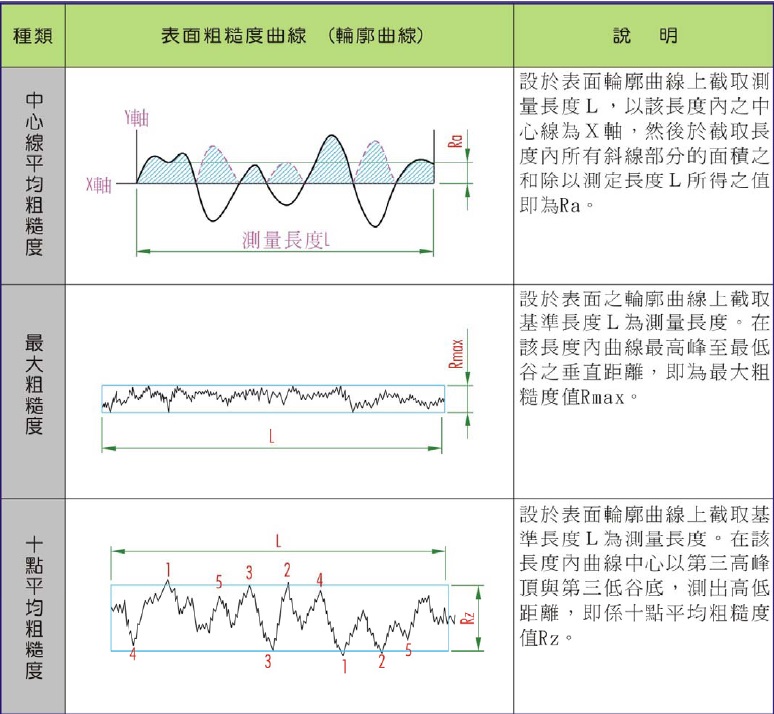 種類
表面粗糙度曲線 (輪廓曲線)
說 明
中心線平均粗糙度
Y軸
X軸
Ra
測量長度L
設於表面輪廓曲線上截取測
量長度L,以該長度內之中
心線為X軸,然後於截取長
度內所有斜線部分的面積之
和除以測定長度L所得之值
即為Ra。
最大粗糙度
Rmax
L
設於表面之輪廓曲線上截取
基準長度L為測量長度。在
該長度內曲線最高峰至最低
谷之垂直距離,即為最大粗
糙度值Rmax。
十點平均粗糙度
L
1
5
3
2
4
Rz
4
3
1
2
5
設於表面輪廓曲線上截取基
準長度L為測量長度。在該
長度內曲線中心以第三高峰
頂與第三低谷底,測出高低
距離,即係十點平均粗糙度
值Rz。